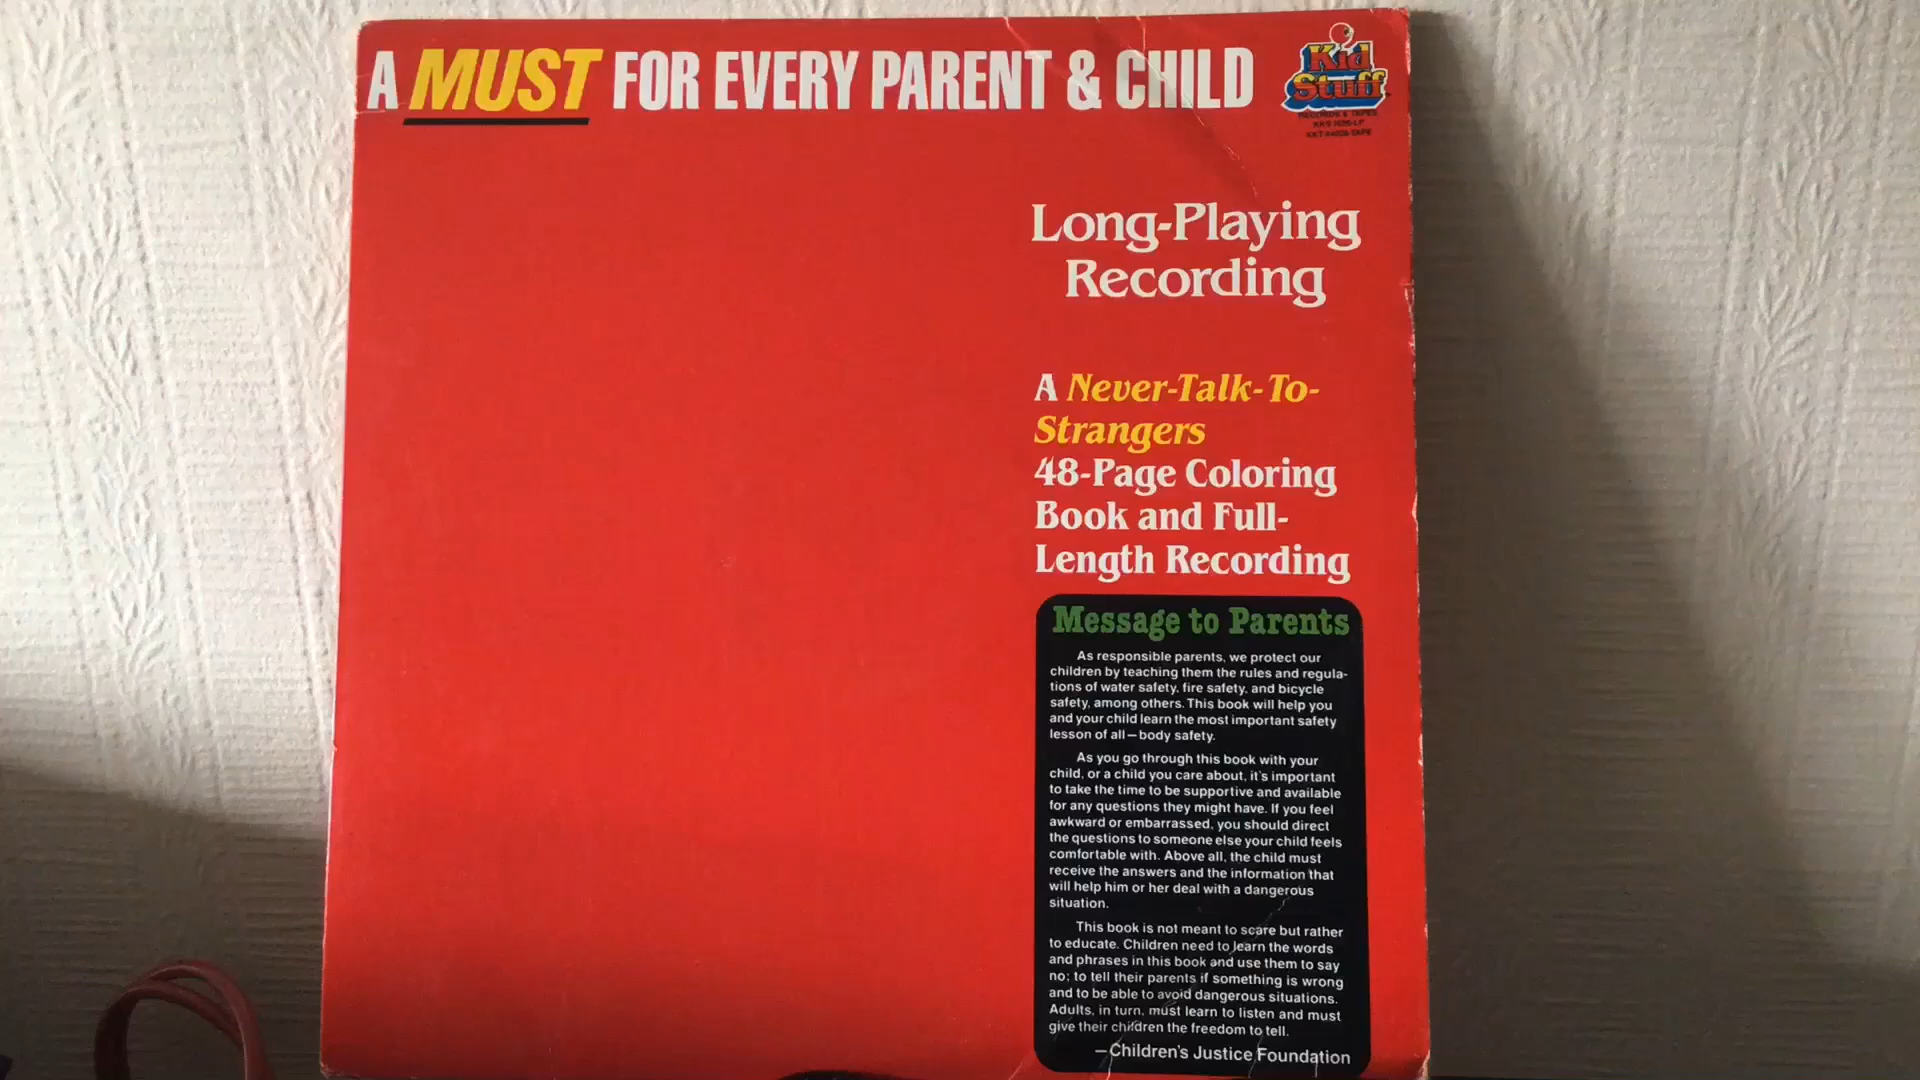 A MUST FOR EVERY PARENT & CHILD
Kid
Stuff
RECORDS & TAPES
Long-Playing
Recording
A Never-Talk-To-
Strangers
48-Page Coloring
Book and Full-
Length Recording
Message to Parents
As responsible parents, we protect our
children by teaching them the rules and regula-
tions of water safety, fire safety, and bicycle
safety, among others. This book will help you
and your child learn the most important safety
lesson of all—body safety.
As you go through this book with your
child, or a child you care about, it's important
to take the time to be supportive and available
for any questions they might have. If you feel
awkward or embarrassed, you should direct
the questions to someone else your child feels
comfortable with. Above all, the child must
receive the answers and the information that
will help him or her deal with a dangerous
situation.
This book is not meant to scare but rather
to educate. Children need to learn the words
and phrases in this book and use them to say
no; to tell their parents if something is wrong
and to be able to avoid dangerous situations.
Adults, in turn, must learn to listen and must
give their children the freedom to tell.
—Children's Justice Foundation